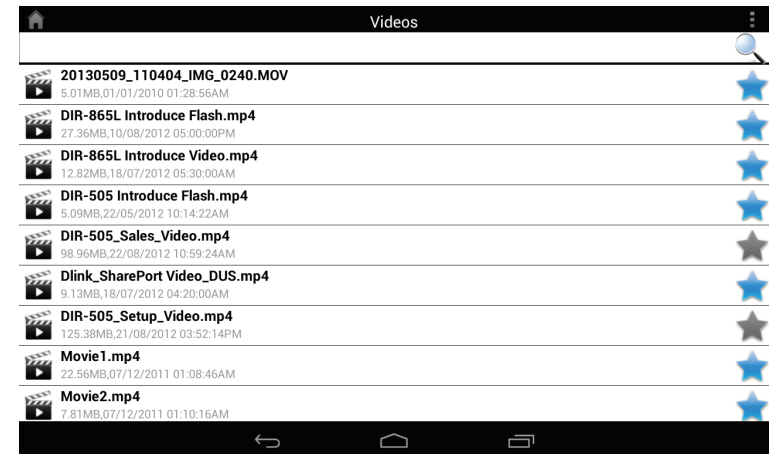 Videos
20130509_110404_IMG_0240.MOV
5.01MB,01/01/2010 01:28:56AM
DIR-865L Introduce Flash.mp4
27.36MB,10/08/2012 05:00:00PM
DIR-865L Introduce Video.mp4
12.82MB,18/07/2012 05:30:00AM
DIR-505 Introduce Flash.mp4
5.09MB,22/05/2012 10:14:22AM
DIR-505_Sales_Video.mp4
98.96MB,22/08/2012 10:59:24AM
Dlink_SharePort Video_DUS.mp4
9.13MB,18/07/2012 04:20:00AM
DIR-505_Setup_Video.mp4
125.38MB,21/08/2012 03:52:14PM
Movie1.mp4
22.56MB,07/12/2011 01:08:46AM
Movie2.mp4
7.81MB,07/12/2011 01:10:16AM